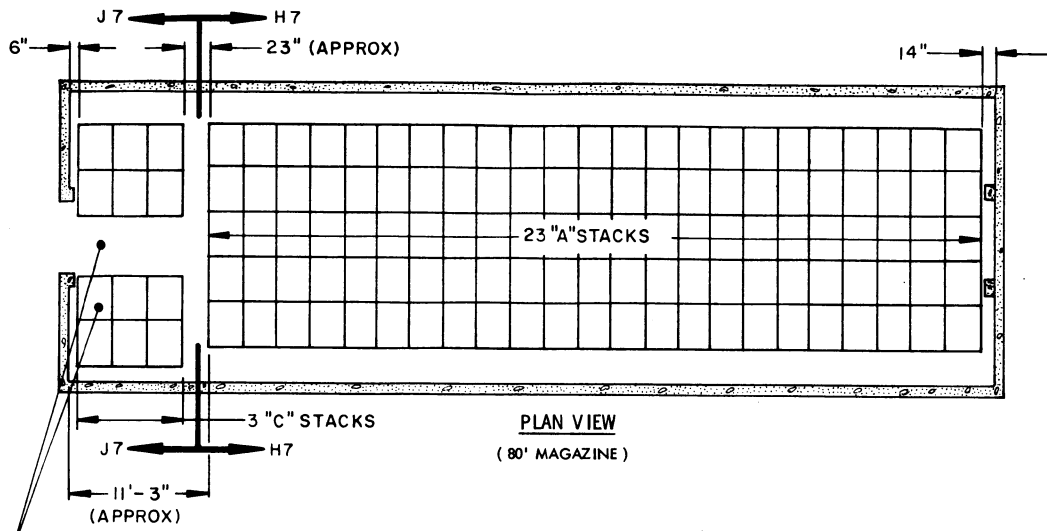 J7 H7
6" 23" (APPROX) 14"
23 "A" STACKS
3 "C" STACKS
PLAN VIEW
J7 H7
( 80' MAGAZINE )
11'-3"
(APPROX)